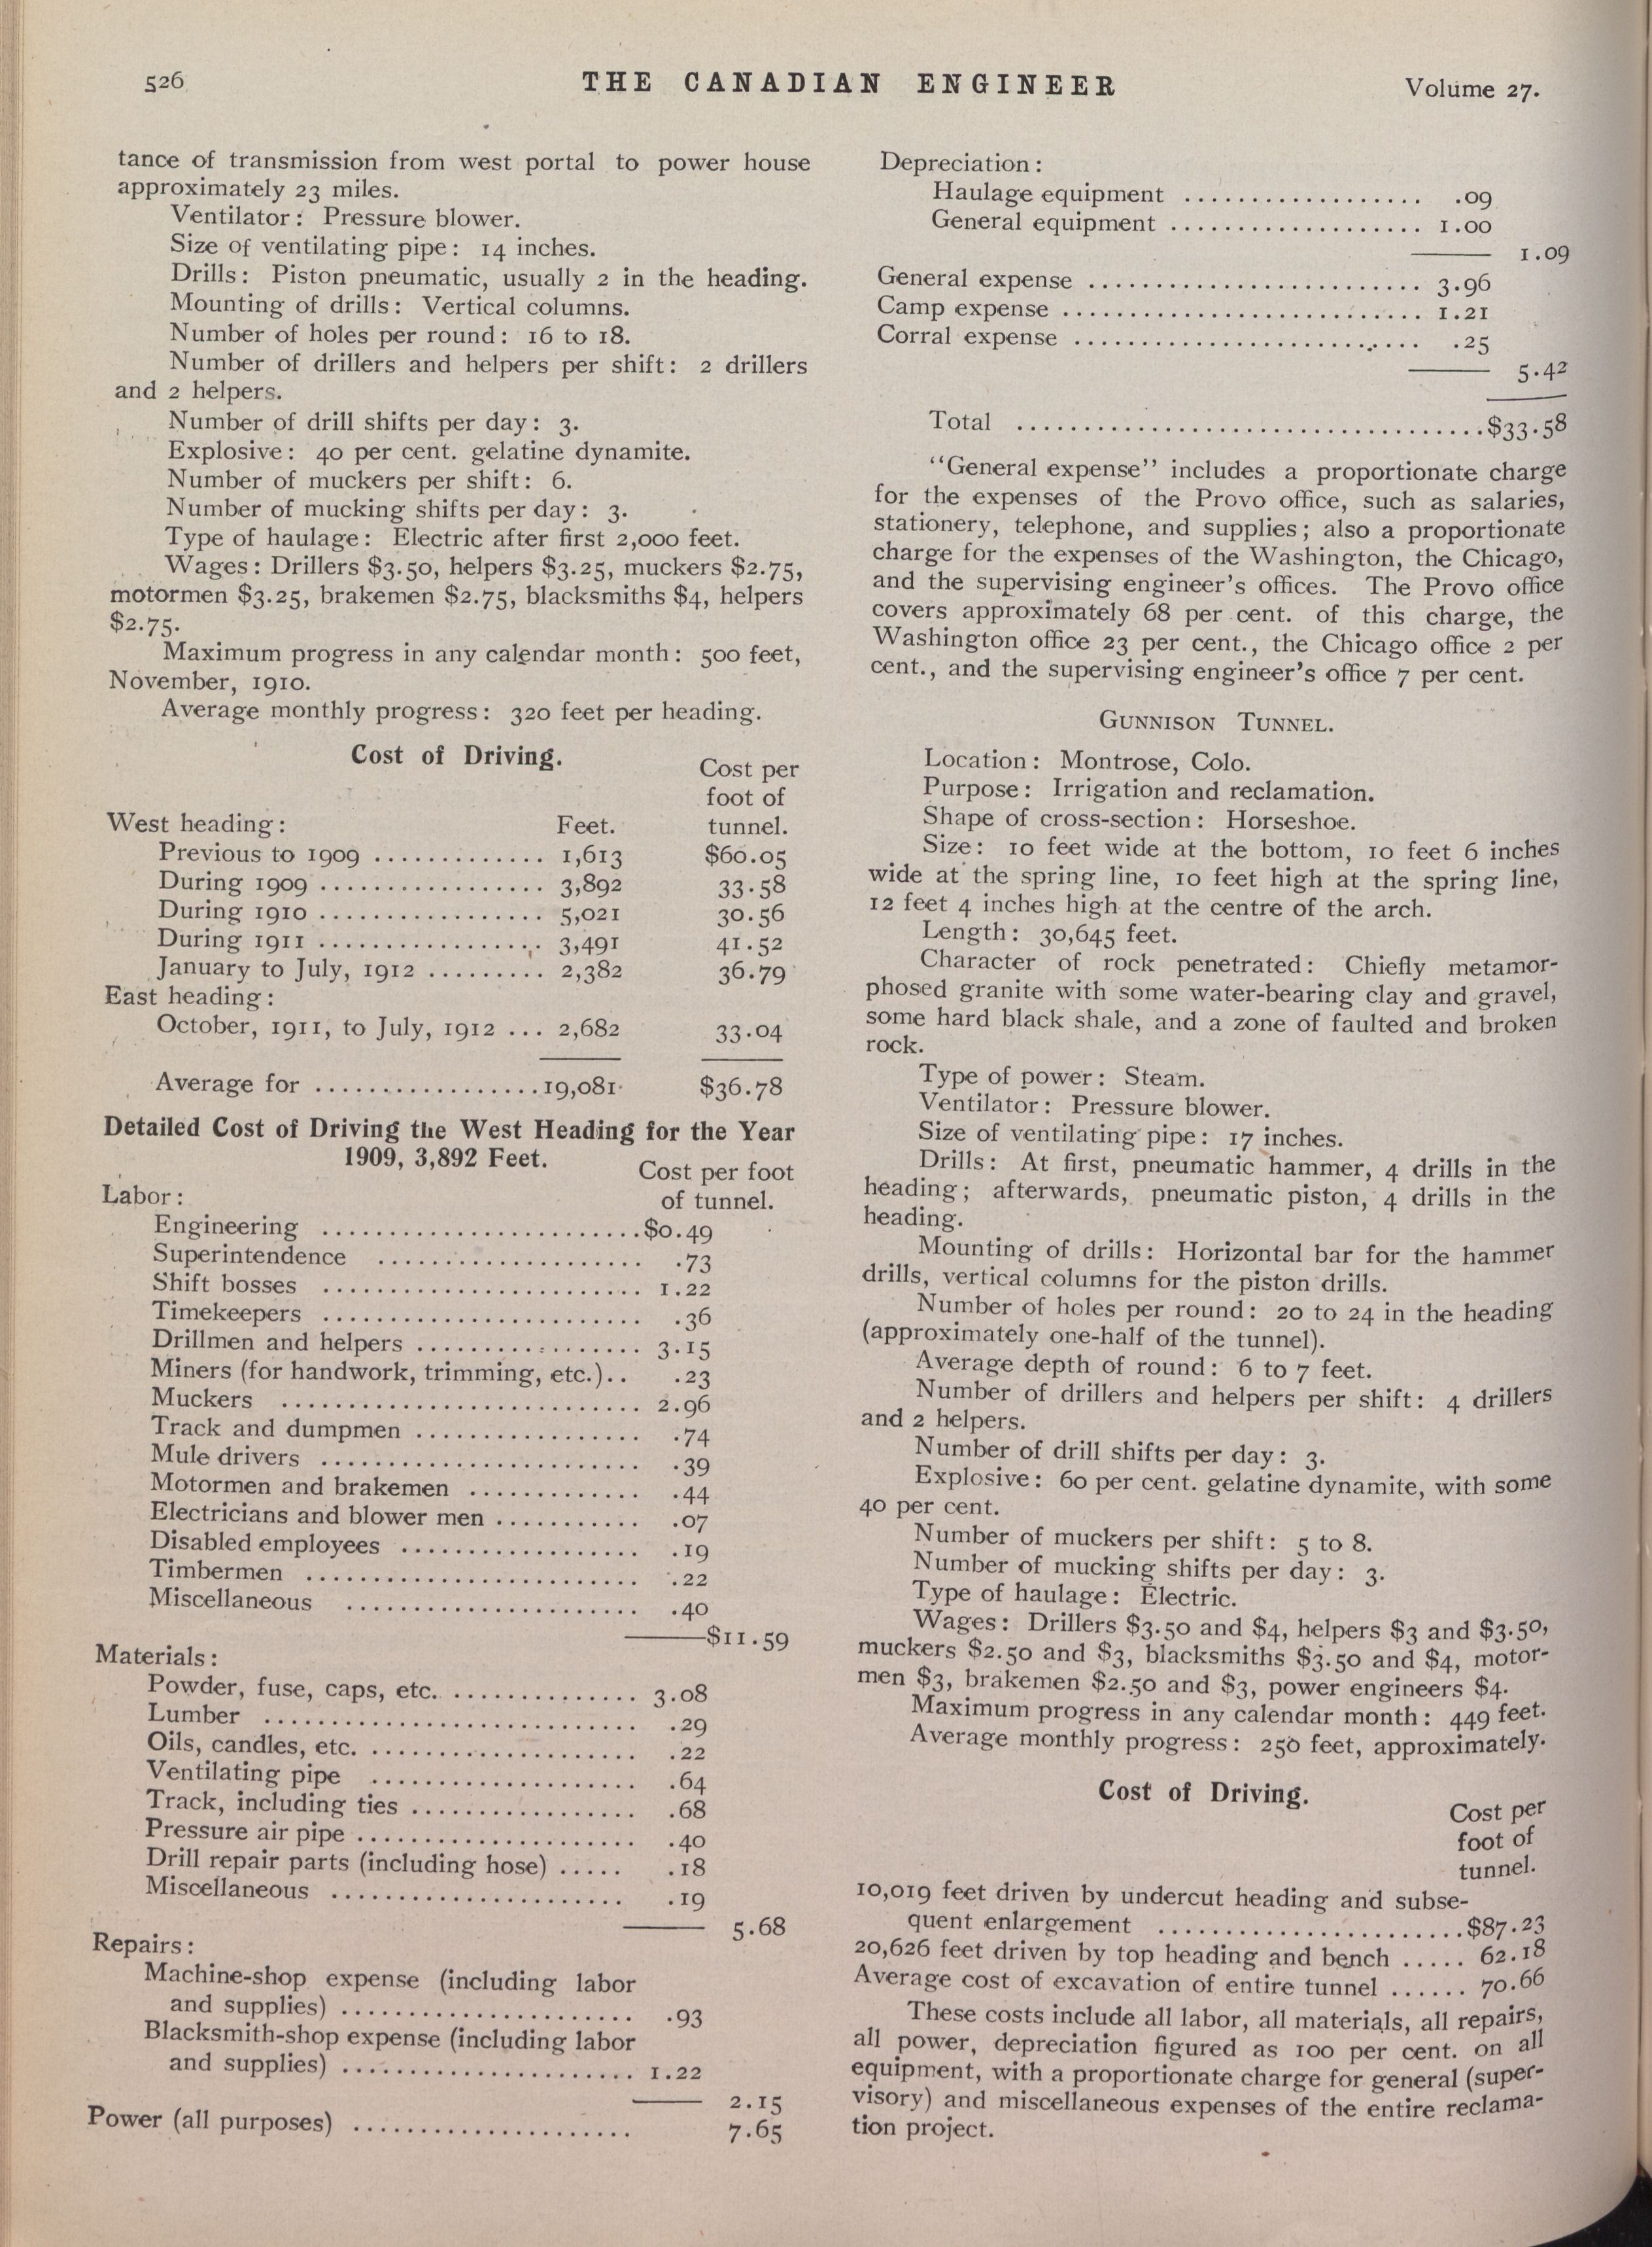 526
THE CANADIAN ENGINEER
Volume 27.
tance of transmission from west portal to power house
approximately 23 miles.
Ventilator: Pressure blower.
Size of ventilating pipe: 14 inches.
Drills: Piston pneumatic, usually 2 in the heading.
Mounting of drills: Vertical columns.
Number of holes per round: 16 to 18.
Number of drillers and helpers per shift: 2 drillers
and 2 helpers.
Number of drill shifts per day: 3.
Explosive: 40 per cent. gelatine dynamite.
Number of muckers per shift: 6.
Number of mucking shifts per day: 3.
Type of haulage: Electric after first 2,000 feet.
Wages: Drillers $3.50, helpers $3.25, muckers $2.75,
motormen $3.25, brakemen $2.75, blacksmiths $4, helpers
$2.75.
Maximum progress in any calendar month: 500 feet,
November, 1910.
Average monthly progress: 320 feet per heading.
Cost of Driving.
Cost per
foot of
West heading: Feet. tunnel.
Previous to 1909 ............. 1,613 $60.05
During 1909 ................. 3,892 33.58
During 1910 ................. 5,021 30.56
During 1911 ................. 3,491 41.52
January to July, 1912 ......... 2,382 36.79
East heading:
October, 1911, to July, 1912 ... 2,682 33.04
Average for .................19,081 $36.78
Detailed Cost of Driving the West Heading for the Year
1909, 3,892 Feet.
Cost per foot
Labor: of tunnel.
Engineering ........................$0.49
Superintendence .................... .73
Shift bosses ........................ 1.22
Timekeepers ........................ .36
Drillmen and helpers ................. 3.15
Miners (for handwork, trimming, etc.).. .23
Muckers ........................... 2.96
Track and dumpmen ................. .74
Mule drivers ........................ .39
Motormen and brakemen ............. .44
Electricians and blower men ........... .07
Disabled employees .................. .19
Timbermen ......................... .22
Miscellaneous ...................... .40
$11.59
Materials:
Powder, fuse, caps, etc. .............. 3.08
Lumber ............................ .29
Oils, candles, etc. .................... .22
Ventilating pipe .................... .64
Track, including ties ................. .68
Pressure air pipe ..................... .40
Drill repair parts (including hose) ..... .18
Miscellaneous ...................... .19
5.68
Repairs:
Machine-shop expense (including labor
and supplies) ...................... .93
Blacksmith-shop expense (including labor
and supplies) ...................... 1.22
2.15
Power (all purposes) ..................... 7.65
Depreciation:
Haulage equipment .................. .09
General equipment ................... 1.00
1.09
General expense ......................... 3.96
Camp expense ........................... 1.21
Corral expense .......................... .25
5.42
Total ...................................$33.58
"General expense" includes a proportionate charge
for the expenses of the Provo office, such as salaries,
stationery, telephone, and supplies; also a proportionate
charge for the expenses of the Washington, the Chicago,
and the supervising engineer's offices. The Provo office
covers approximately 68 per cent. of this charge, the
Washington office 23 per cent., the Chicago office 2 per
cent., and the supervising engineer's office 7 per cent.
GUNNISON TUNNEL.
Location: Montrose, Colo.
Purpose: Irrigation and reclamation.
Shape of cross-section: Horseshoe.
Size: 10 feet wide at the bottom, 10 feet 6 inches
wide at the spring line, 10 feet high at the spring line,
12 feet 4 inches high at the centre of the arch.
Length: 30,645 feet.
Character of rock penetrated: Chiefly metamor-
phosed granite with some water-bearing clay and gravel,
some hard black shale, and a zone of faulted and broken
rock.
Type of power: Steam.
Ventilator: Pressure blower.
Size of ventilating pipe: 17 inches.
Drills: At first, pneumatic hammer, 4 drills in the
heading; afterwards, pneumatic piston, 4 drills in the
heading.
Mounting of drills: Horizontal bar for the hammer
drills, vertical columns for the piston drills.
Number of holes per round: 20 to 24 in the heading
(approximately one-half of the tunnel).
Average depth of round: 6 to 7 feet.
Number of drillers and helpers per shift: 4 drillers
and 2 helpers.
Number of drill shifts per day: 3.
Explosive: 60 per cent. gelatine dynamite, with some
40 per cent.
Number of muckers per shift: 5 to 8.
Number of mucking shifts per day: 3.
Type of haulage: Electric.
Wages: Drillers $3.50 and $4, helpers $3 and $3.50,
muckers $2.50 and $3, blacksmiths $3.50 and $4, motor-
men $3, brakemen $2.50 and $3, power engineers $4.
Maximum progress in any calendar month: 449 feet.
Average monthly progress: 250 feet, approximately.
Cost of Driving.
Cost per
foot of
tunnel.
10,019 feet driven by undercut heading and subse-
quent enlargement .......................$87.23
20,626 feet driven by top heading and bench ..... 62.18
Average cost of excavation of entire tunnel ...... 70.66
These costs include all labor, all materials, all repairs,
all power, depreciation figured as 100 per cent. on all
equipment, with a proportionate charge for general (super-
visory) and miscellaneous expenses of the entire reclama-
tion project.